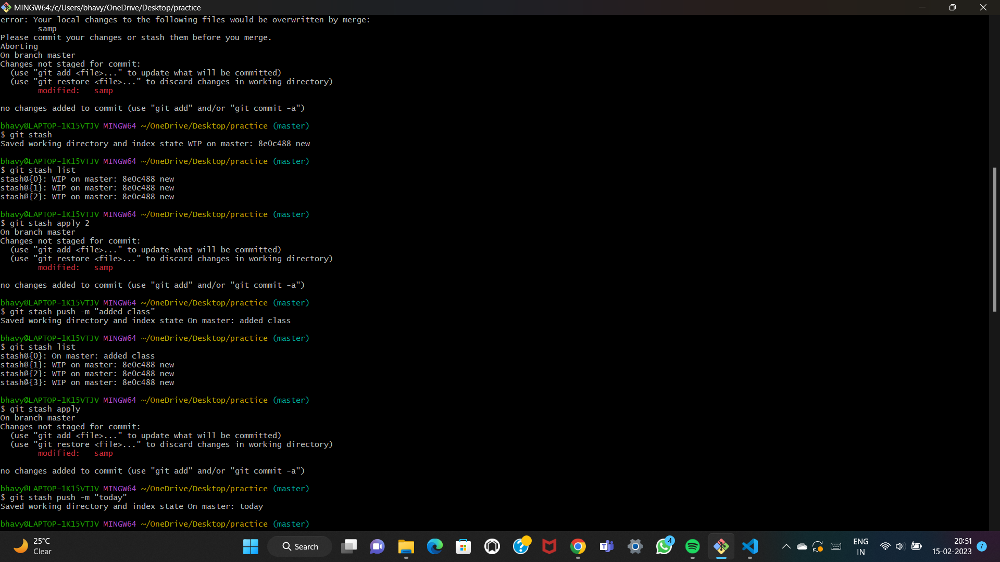 MINGW64:/c/Users/bhavy/OneDrive/Desktop/practice
error: Your local changes to the following files would be overwritten by merge:
        samp
Please commit your changes or stash them before you merge.
Aborting
On branch master
Changes not staged for commit:
  (use "git add <file>..." to update what will be committed)
  (use "git restore <file>..." to discard changes in working directory)
        modified:   samp

no changes added to commit (use "git add" and/or "git commit -a")

bhavy@LAPTOP-1K15VTJV MINGW64 ~/OneDrive/Desktop/practice (master)
$ git stash
Saved working directory and index state WIP on master: 8e0c488 new

bhavy@LAPTOP-1K15VTJV MINGW64 ~/OneDrive/Desktop/practice (master)
$ git stash list
stash@{0}: WIP on master: 8e0c488 new
stash@{1}: WIP on master: 8e0c488 new
stash@{2}: WIP on master: 8e0c488 new

bhavy@LAPTOP-1K15VTJV MINGW64 ~/OneDrive/Desktop/practice (master)
$ git stash apply 2
On branch master
Changes not staged for commit:
  (use "git add <file>..." to update what will be committed)
  (use "git restore <file>..." to discard changes in working directory)
        modified:   samp

no changes added to commit (use "git add" and/or "git commit -a")

bhavy@LAPTOP-1K15VTJV MINGW64 ~/OneDrive/Desktop/practice (master)
$ git stash push -m "added class"
Saved working directory and index state On master: added class

bhavy@LAPTOP-1K15VTJV MINGW64 ~/OneDrive/Desktop/practice (master)
$ git stash list
stash@{0}: On master: added class
stash@{1}: WIP on master: 8e0c488 new
stash@{2}: WIP on master: 8e0c488 new
stash@{3}: WIP on master: 8e0c488 new

bhavy@LAPTOP-1K15VTJV MINGW64 ~/OneDrive/Desktop/practice (master)
$ git stash apply
On branch master
Changes not staged for commit:
  (use "git add <file>..." to update what will be committed)
  (use "git restore <file>..." to discard changes in working directory)
        modified:   samp

no changes added to commit (use "git add" and/or "git commit -a")

bhavy@LAPTOP-1K15VTJV MINGW64 ~/OneDrive/Desktop/practice (master)
$ git stash push -m "today"
Saved working directory and index state On master: today

bhavy@LAPTOP-1K15VTJV MINGW64 ~/OneDrive/Desktop/practice (master)
25°C
Clear
Search
4
ENG
IN
20:51
15-02-2023
7